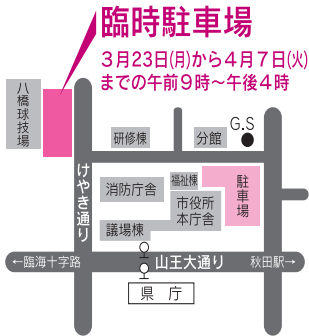 臨時駐車場
3月23日(月)から4月7日(火)
までの午前9時～午後4時
八橋球技場
研修棟
分館
G.S
けやき通り
消防庁舎
福祉棟
市役所
本庁舎
駐車場
議場棟
←臨海十字路
山王大通り
秋田駅→
県 庁